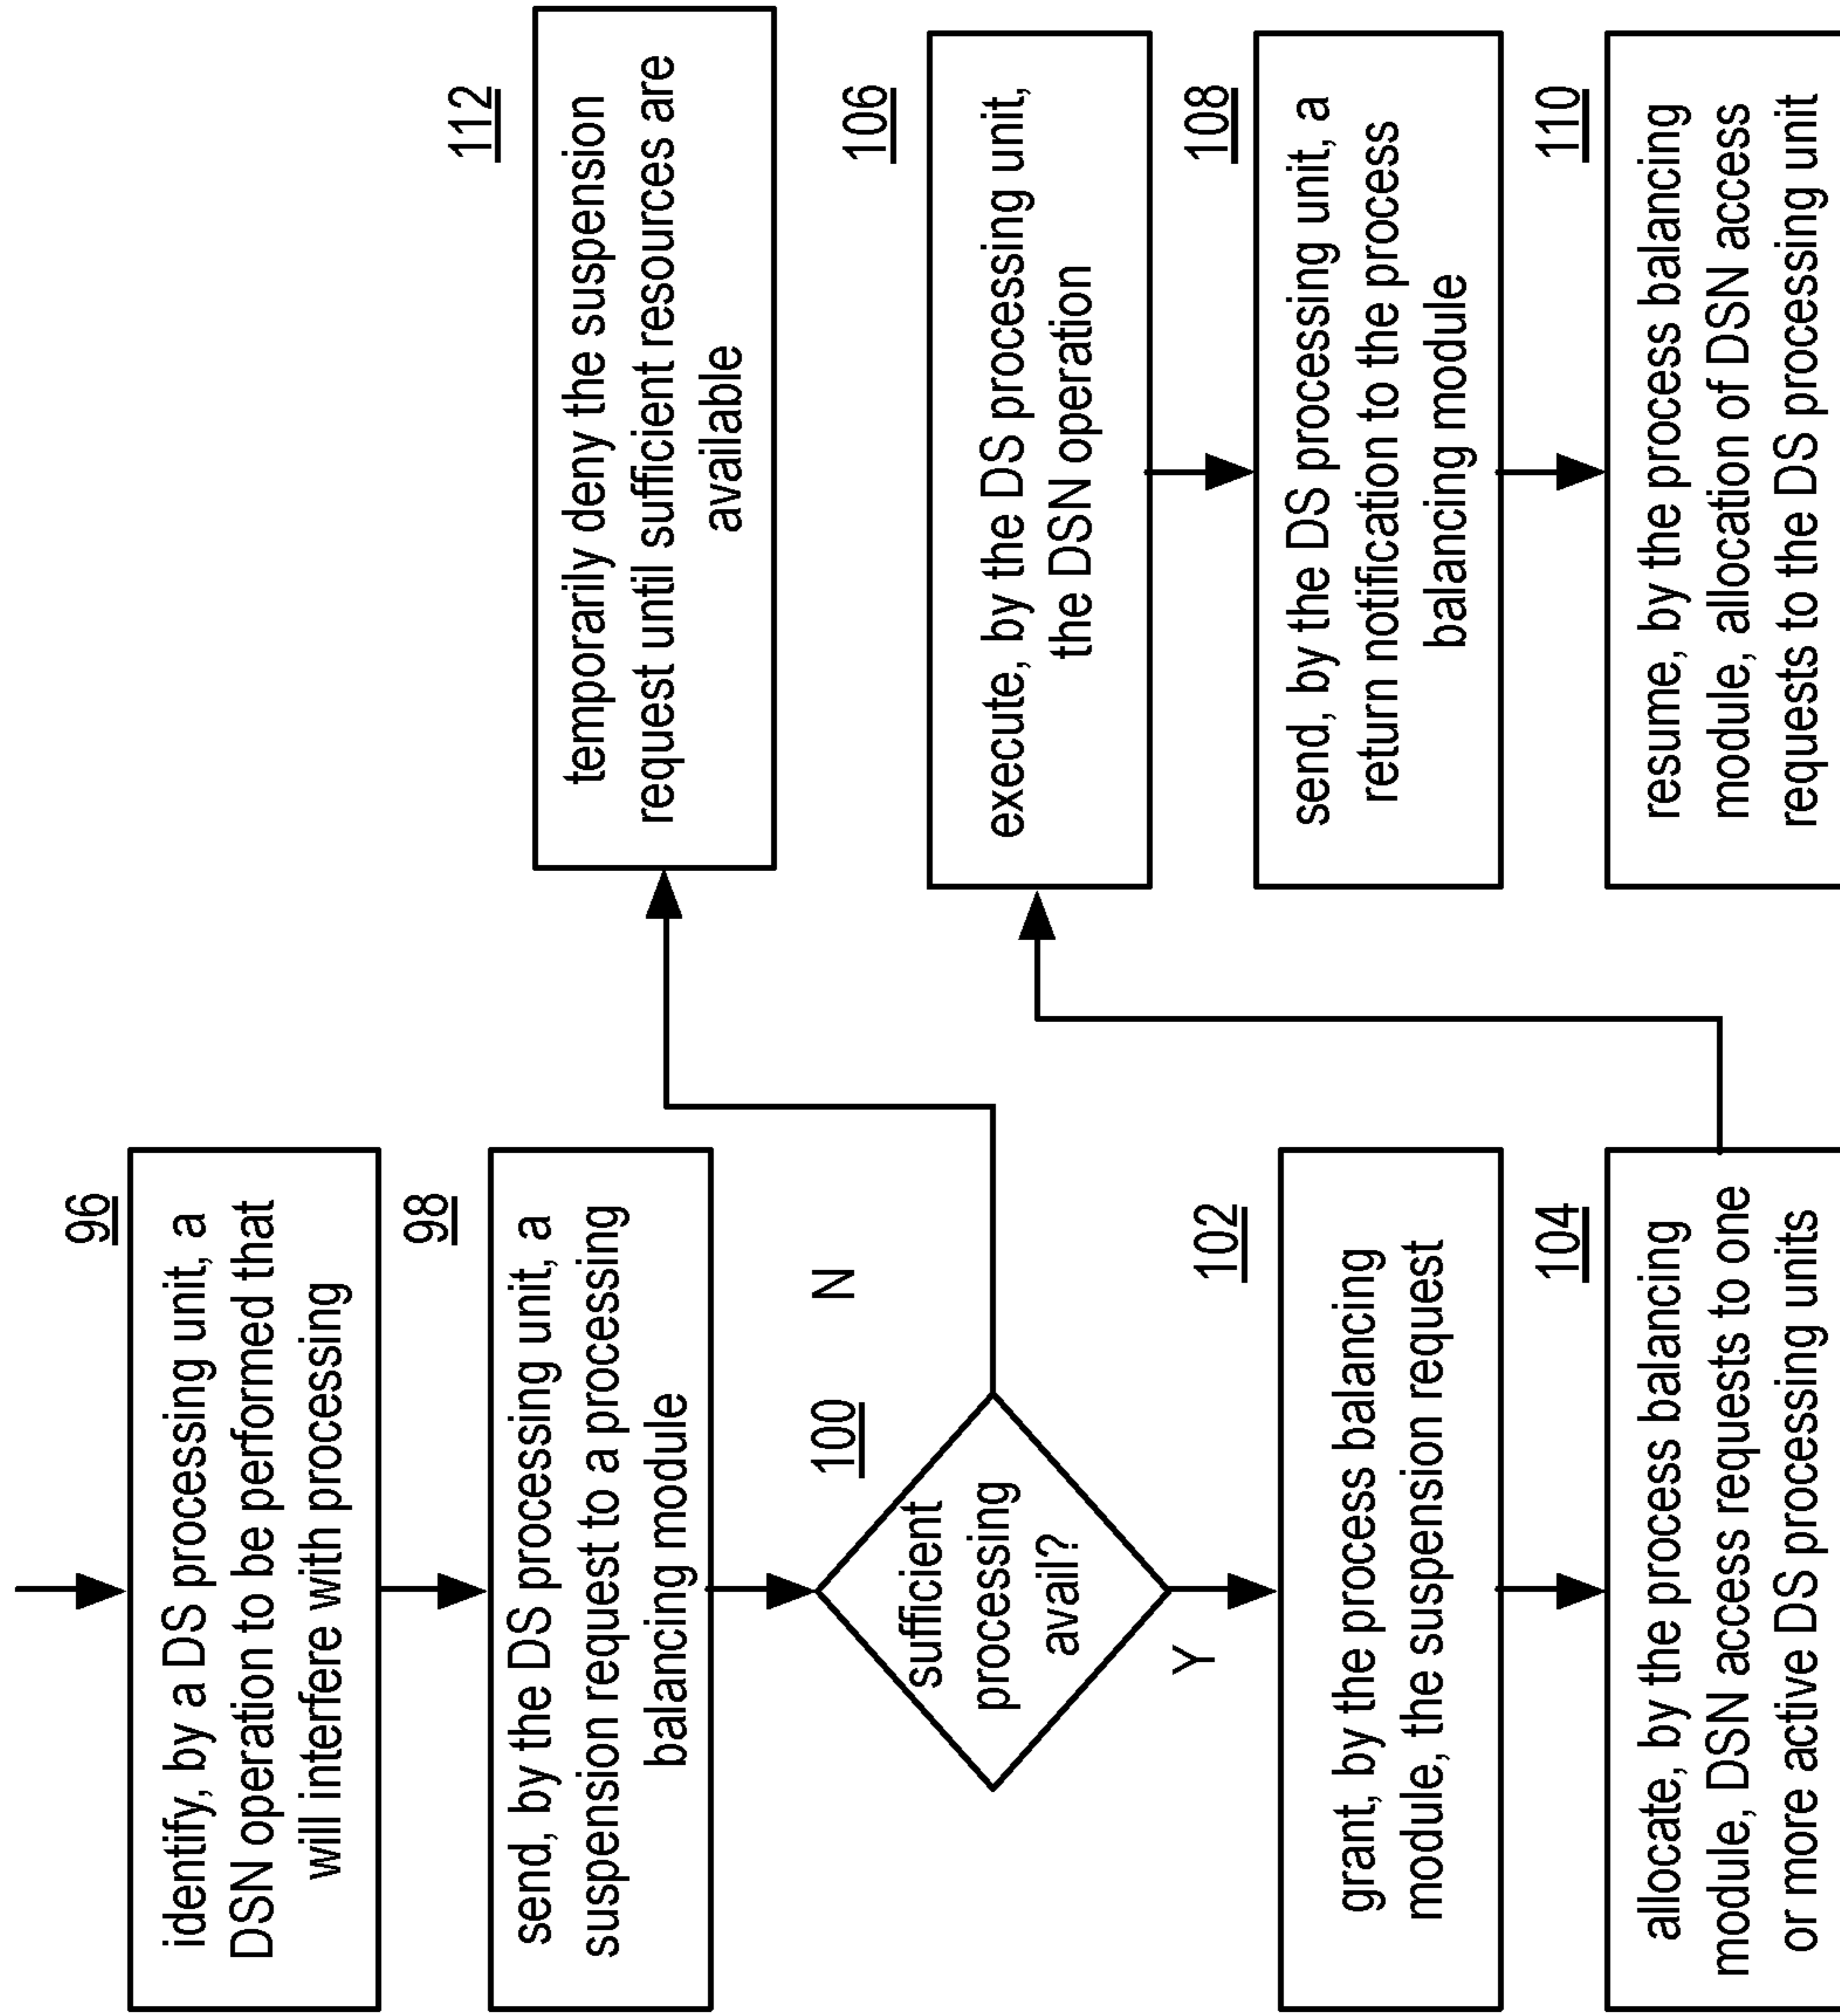 96
identify, by a DS processing unit, a
DSN operation to be performed that
will interfere with processing
98
send, by the DS processing unit, a
suspension request to a processing
balancing module
100
sufficient
processing
avail?
N
Y
102
grant, by the process balancing
module, the suspension request
104
allocate, by the process balancing
module, DSN access requests to one
or more active DS processing units
112
temporarily deny the suspension
request until sufficient resources are
available
106
execute, by the DS processing unit,
the DSN operation
108
send, by the DS processing unit, a
return notification to the process
balancing module
110
resume, by the process balancing
module, allocation of DSN access
requests to the DS processing unit